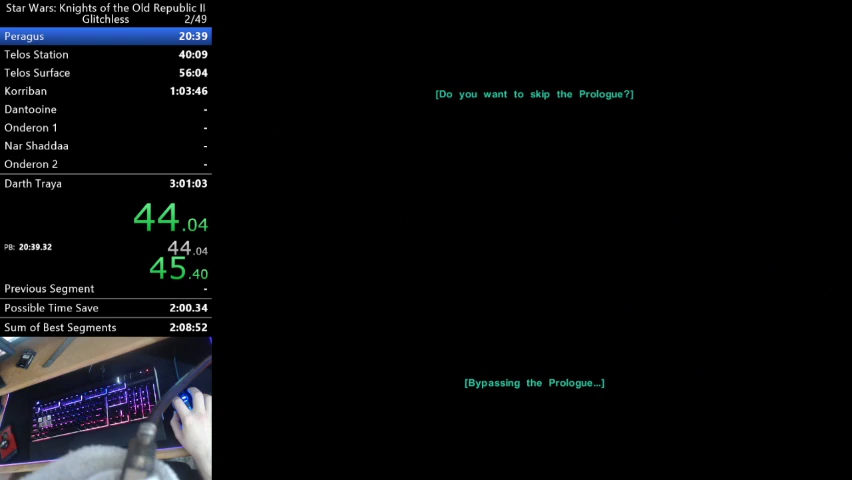 Star Wars: Knights of the Old Republic II
Glitchless 2/49
Peragus 20:39
Telos Station 40:09
Telos Surface 56:04
Korriban 1:03:46
Dantooine -
Onderon 1 -
Nar Shaddaa -
Onderon 2 -
Darth Traya 3:01:03
44.04
PB: 20:39.32 44.04
45.40
Previous Segment -
Possible Time Save 2:00.34
Sum of Best Segments 2:08:52
[Do you want to skip the Prologue?]
[Bypassing the Prologue...]